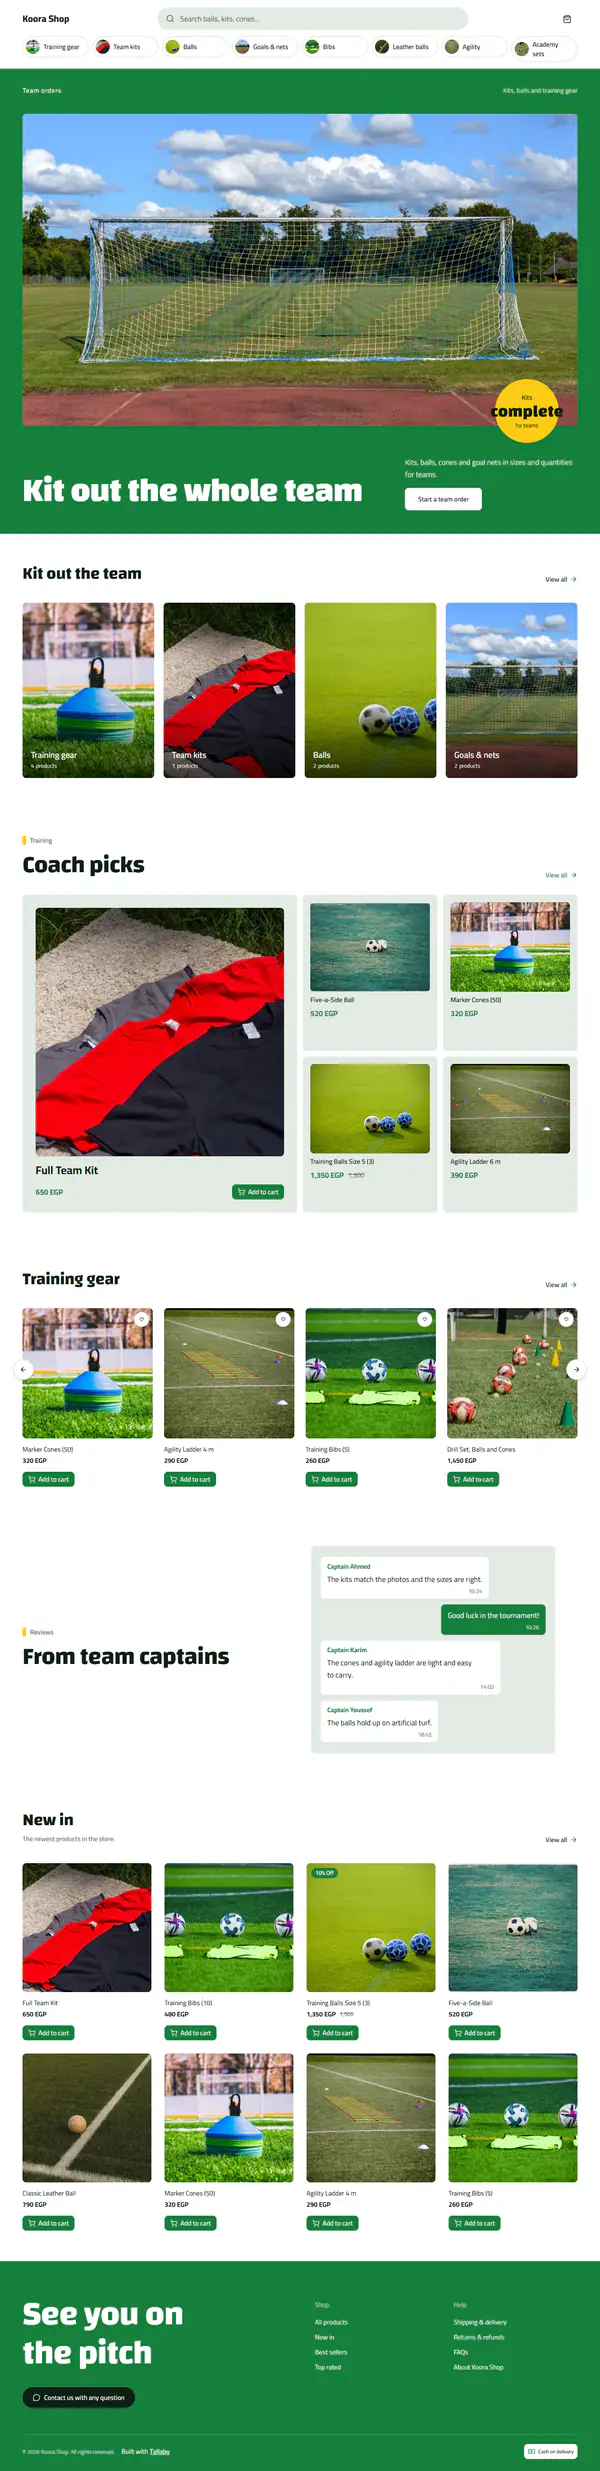 Koora Shop
Search balls, kits, cones...
Training gear
Team kits
Balls
Goals & nets
Bibs
Leather balls
Agility
Academy sets
Team orders
Kits, balls and training gear
Kits
complete
for teams
Kit out the whole team
Kits, balls, cones and goal nets in sizes and quantities
for teams.
Start a team order
Kit out the team
View all
Training gear
4 products
Team kits
1 products
Balls
2 products
Goals & nets
2 products
Training
Coach picks
View all
Full Team Kit
650 EGP
Add to cart
Five-a-Side Ball
520 EGP
Marker Cones (50)
320 EGP
Training Balls Size 5 (3)
1,350 EGP 1,500
Agility Ladder 6 m
390 EGP
Training gear
View all
Marker Cones (50)
320 EGP
Add to cart
Agility Ladder 4 m
290 EGP
Add to cart
Training Bibs (5)
260 EGP
Add to cart
Drill Set, Balls and Cones
1,450 EGP
Add to cart
Reviews
From team captains
Captain Ahmed
The kits match the photos and the sizes are right.
10:24
Good luck in the tournament!
10:26
Captain Karim
The cones and agility ladder are light and easy
to carry.
14:02
Captain Youssef
The balls hold up on artificial turf.
18:45
New in
The newest products in the store.
View all
Full Team Kit
650 EGP
Add to cart
Training Bibs (10)
480 EGP
Add to cart
10% Off
Training Balls Size 5 (3)
1,350 EGP 1,500
Add to cart
Five-a-Side Ball
520 EGP
Add to cart
Classic Leather Ball
790 EGP
Add to cart
Marker Cones (50)
320 EGP
Add to cart
Agility Ladder 4 m
290 EGP
Add to cart
Training Bibs (5)
260 EGP
Add to cart
See you on
the pitch
Contact us with any question
Shop
All products
New in
Best sellers
Top rated
Help
Shipping & delivery
Returns & refunds
FAQs
About Koora Shop
© 2026 Koora Shop. All rights reserved.
Built with Tallaby
Cash on delivery